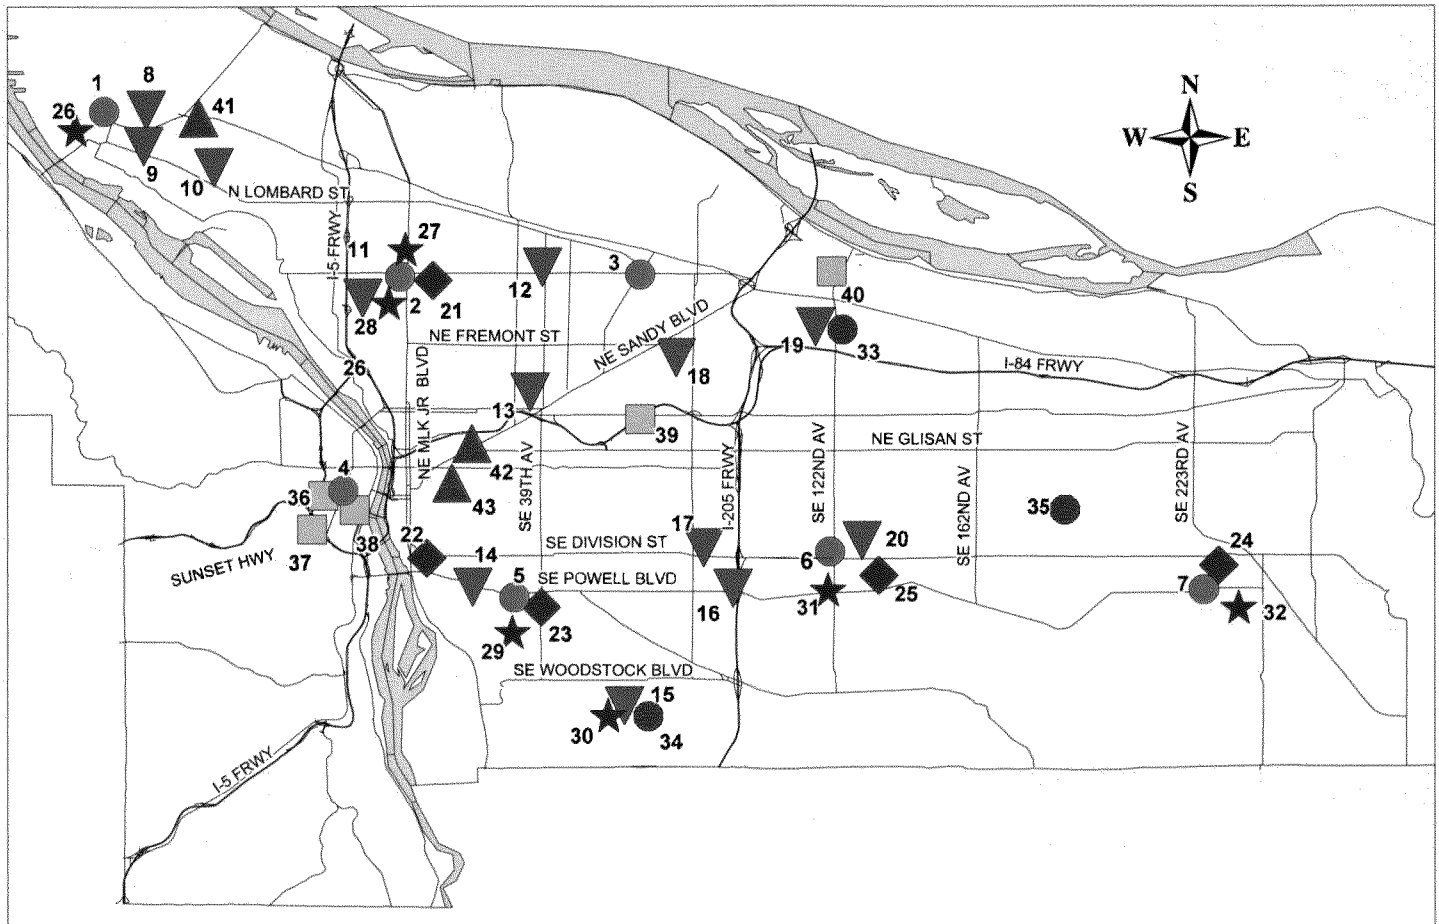 1
8
26
41
N
W
E
9
S
10
N LOMBARD ST
I-5 FRWY
27
11
3
12
40
2
21
28
NE FREMONT ST
NE SANDY BLVD
19
33
26
18
I-84 FRWY
NE MLK JR BLVD
13
39
SE 39TH AV
42
NE GLISAN ST
SE 122ND AV
SE 223RD AV
4
36
43
I-205 FRWY
SE 162ND AV
35
37
38
22
17
SE DIVISION ST
20
24
SUNSET HWY
14
5
SE POWELL BLVD
6
7
16
31
25
32
23
29
SE WOODSTOCK BLVD
15
30
34
I-5 FRWY